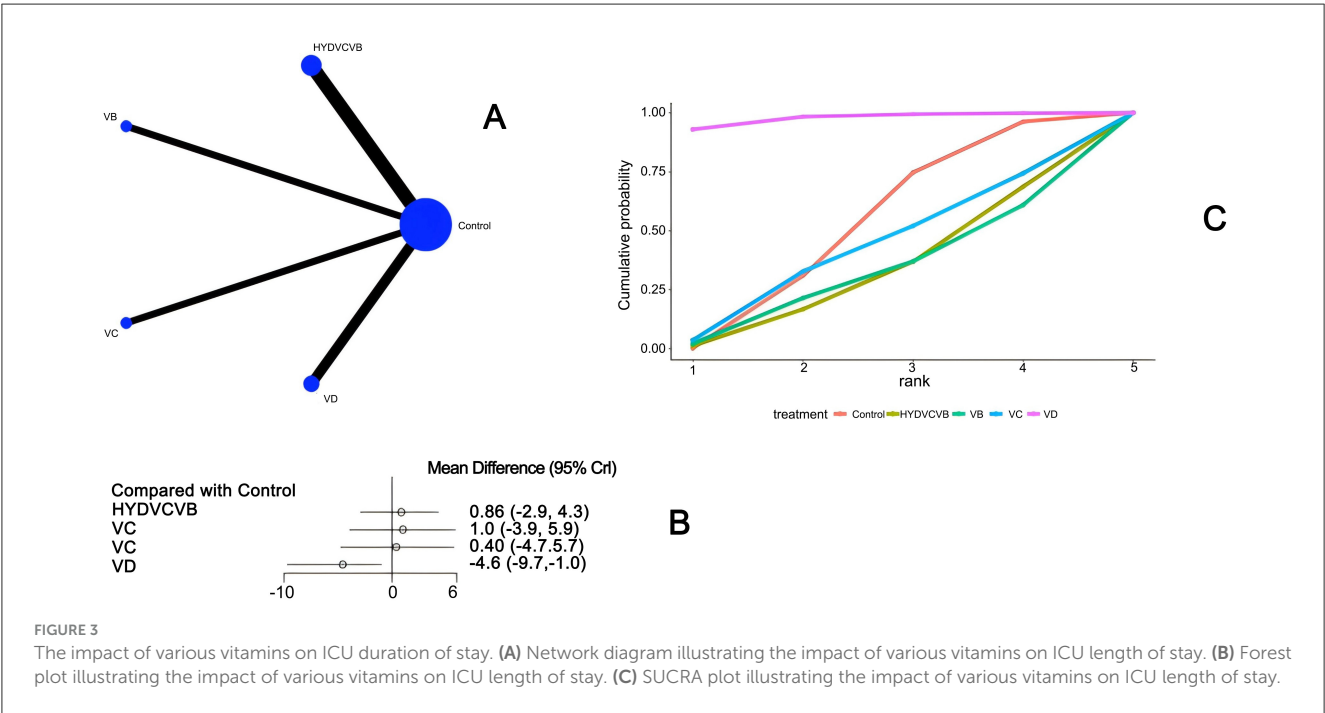 HYDVCVB
A
VB
Control
VC
VD
1.00
0.75
0.50
0.25
0.00
Cumulative probability
1 2 3 4 5
rank
treatment Control HYDVCVB VB VC VD
C
Mean Difference (95% Crl)
Compared with Control
HYDVCVB 0.86 (-2.9, 4.3)
VC 1.0 (-3.9, 5.9)
VC 0.40 (-4.7.5.7)
VD -4.6 (-9.7,-1.0)
-10 0 6
B
FIGURE 3
The impact of various vitamins on ICU duration of stay. (A) Network diagram illustrating the impact of various vitamins on ICU length of stay. (B) Forest
plot illustrating the impact of various vitamins on ICU length of stay. (C) SUCRA plot illustrating the impact of various vitamins on ICU length of stay.